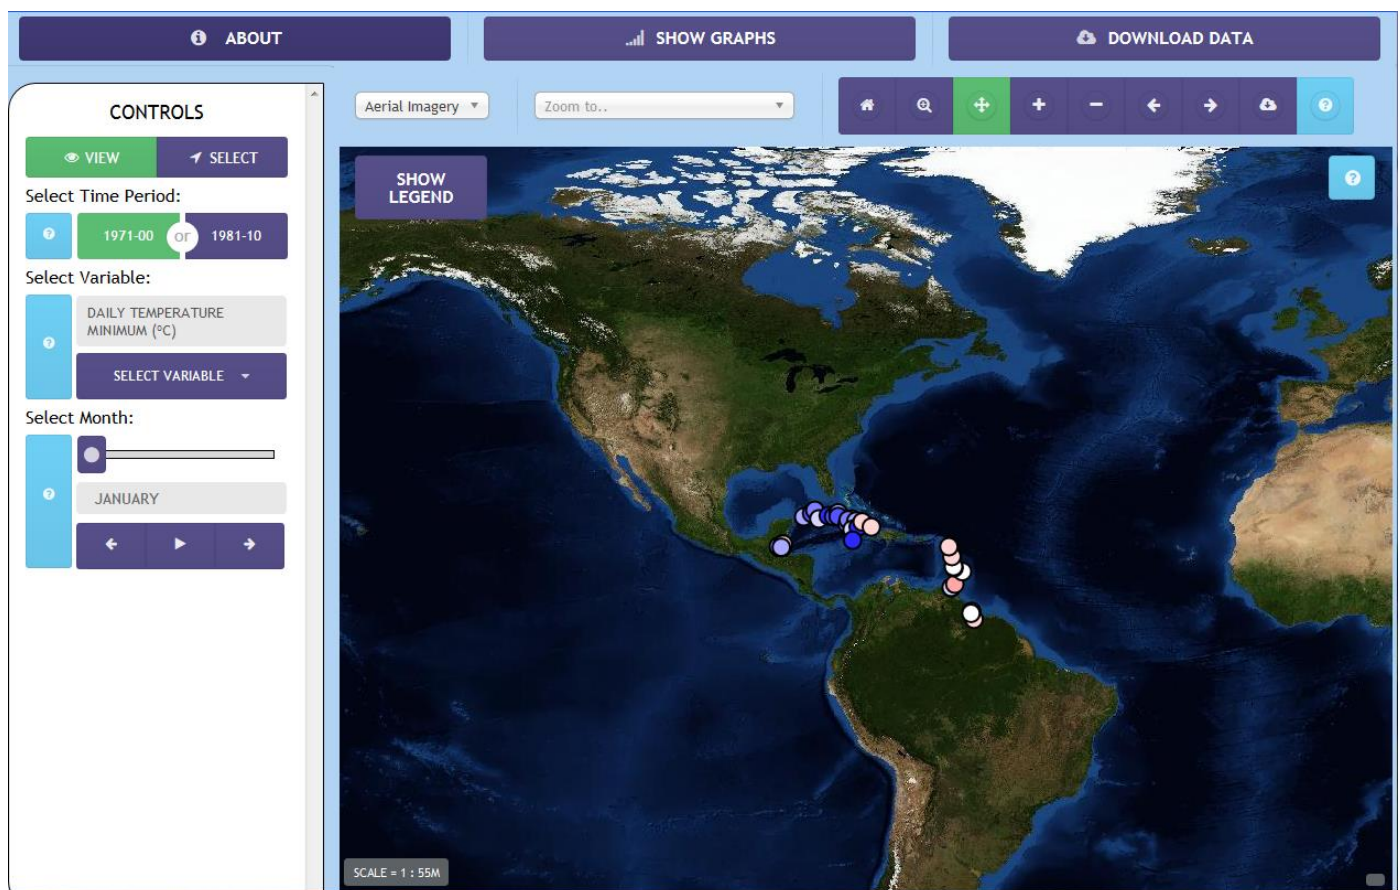 ABOUT
SHOW GRAPHS
DOWNLOAD DATA
CONTROLS
VIEW
SELECT
Select Time Period:
1971-00
or
1981-10
Select Variable:
DAILY TEMPERATURE
MINIMUM (ºC)
SELECT VARIABLE
Select Month:
JANUARY
Aerial Imagery
Zoom to..
SHOW
LEGEND
SCALE = 1 : 55M